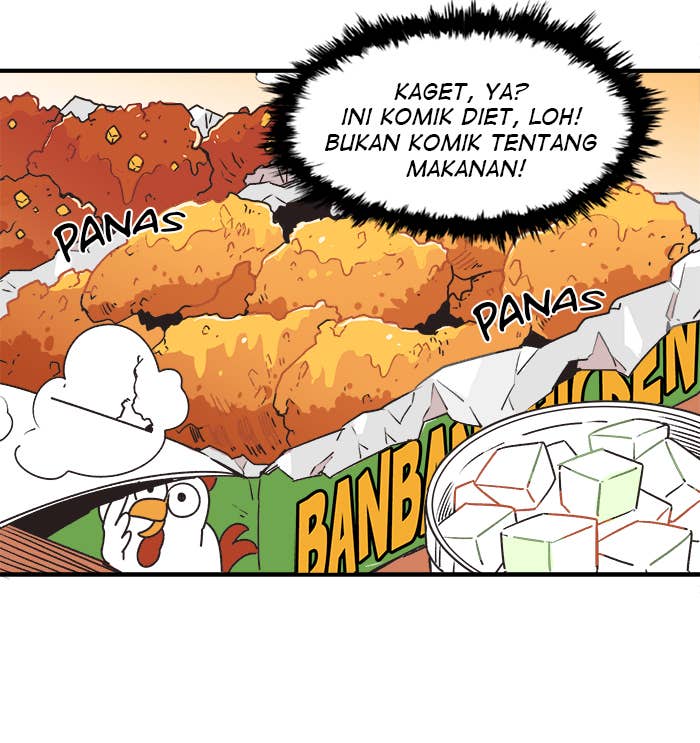 KAGET, YA?
INI KOMIK DIET, LOH!
BUKAN KOMIK TENTANG
MAKANAN!
PANAS
PANAS